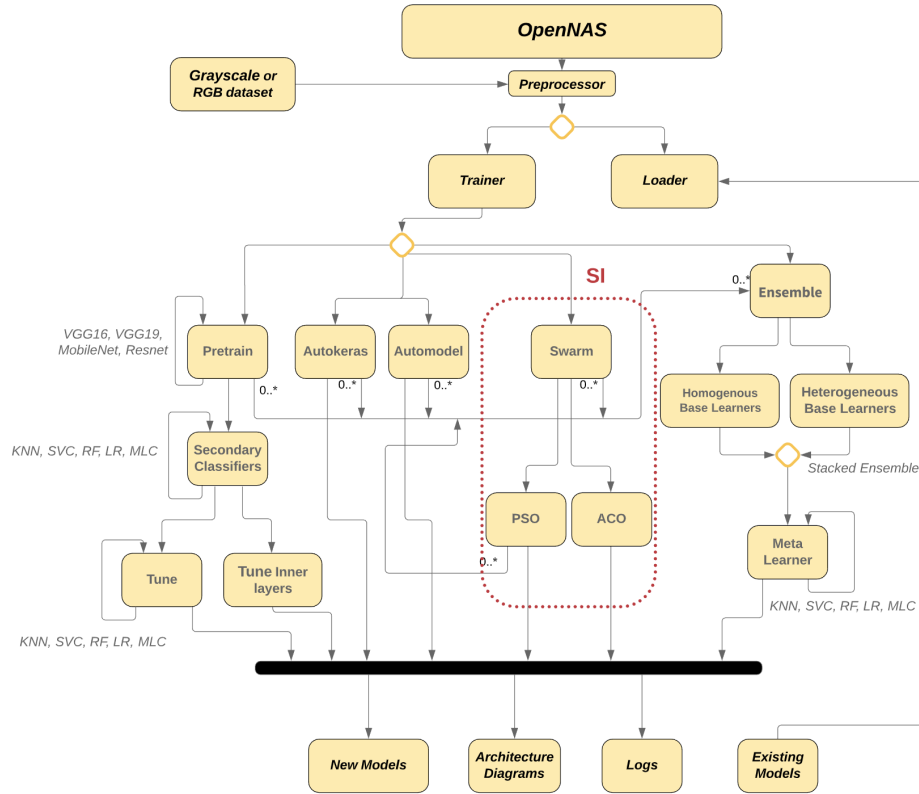 OpenNAS
Grayscale or
RGB dataset
Preprocessor
Trainer
Loader
SI
0..*
Ensemble
VGG16, VGG19,
MobileNet, Resnet
Pretrain
Autokeras
Automodel
Swarm
0..*
0..*
0..*
0..*
Homogenous
Base Learners
Heterogeneous
Base Learners
KNN, SVC, RF, LR, MLC
Secondary
Classifiers
Stacked Ensemble
PSO
ACO
Meta
Learner
0..*
Tune
Tune Inner
layers
KNN, SVC, RF, LR, MLC
KNN, SVC, RF, LR, MLC
New Models
Architecture
Diagrams
Logs
Existing
Models